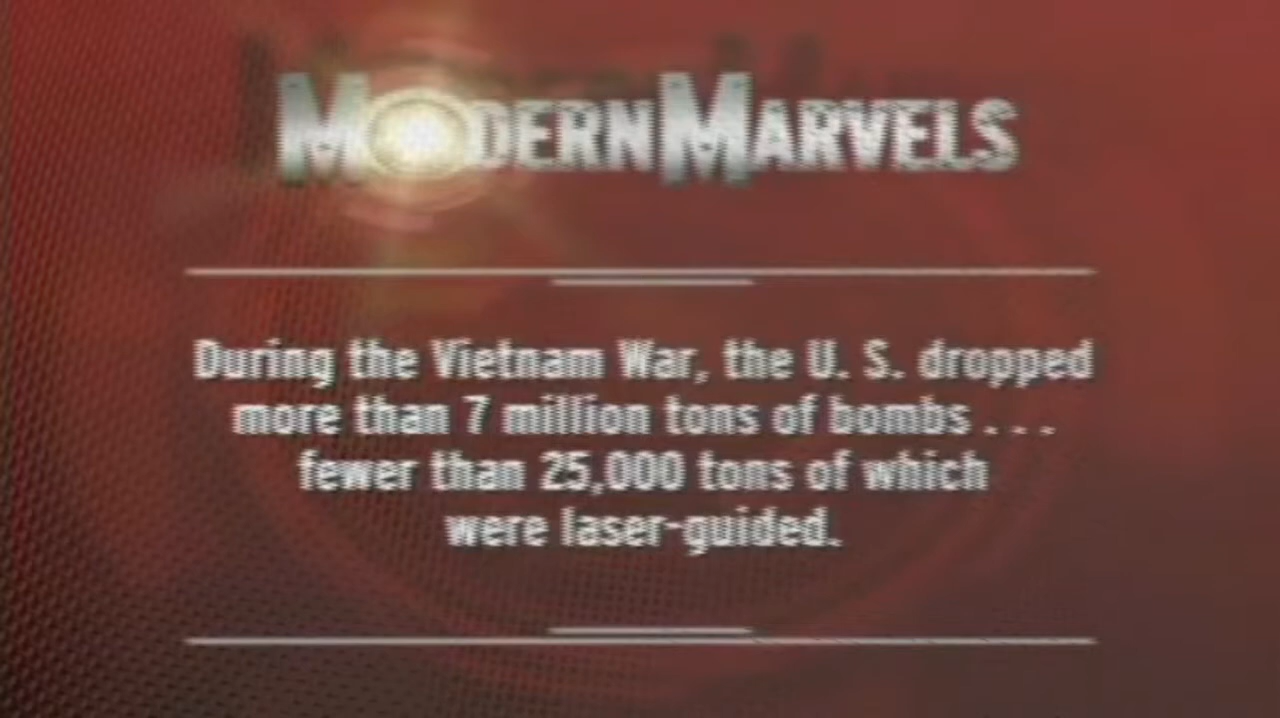 MODERN MARVELS
During the Vietnam War, the U. S. dropped
more than 7 million tons of bombs . . .
fewer than 25,000 tons of which
were laser-guided.